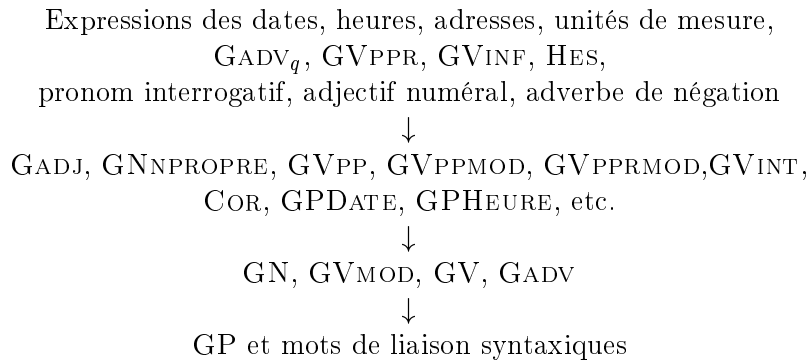 Expressions des dates, heures, adresses, unités de mesure,
GADVq, GVPPR, GVINF, HES,
pronom interrogatif, adjectif numéral, adverbe de négation
↓
GADJ, GNNPROPRE, GVPP, GVPPMOD, GVPPRMOD,GVINT,
COR, GPDATE, GPHEURE, etc.
↓
GN, GVMOD, GV, GADV
↓
GP et mots de liaison syntaxiques